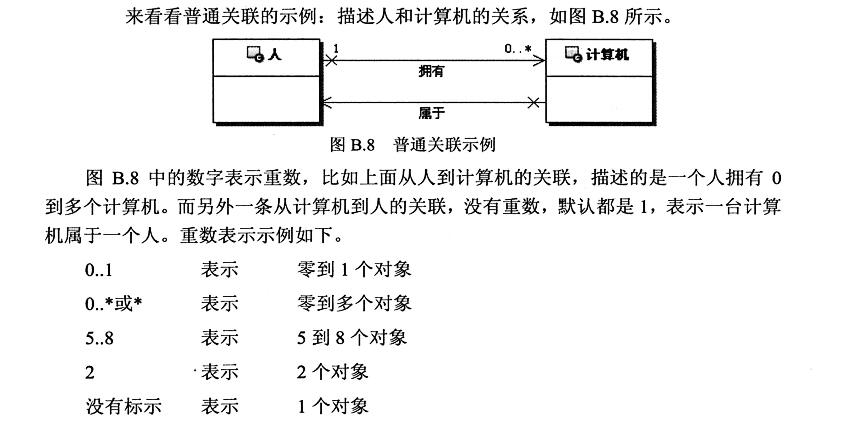 来看看普通关联的示例：描述人和计算机的关系，如图 B.8 所示。
人
1
0..*
计算机
拥有
属于
图 B.8 普通关联示例
图 B.8 中的数字表示重数，比如上面从人到计算机的关联，描述的是一个人拥有 0
到多个计算机。而另外一条从计算机到人的关联，没有重数，默认都是 1，表示一台计算
机属于一个人。重数表示示例如下。
0..1 表示 零到 1 个对象
0..*或* 表示 零到多个对象
5..8 表示 5 到 8 个对象
2 表示 2 个对象
没有标示 表示 1 个对象